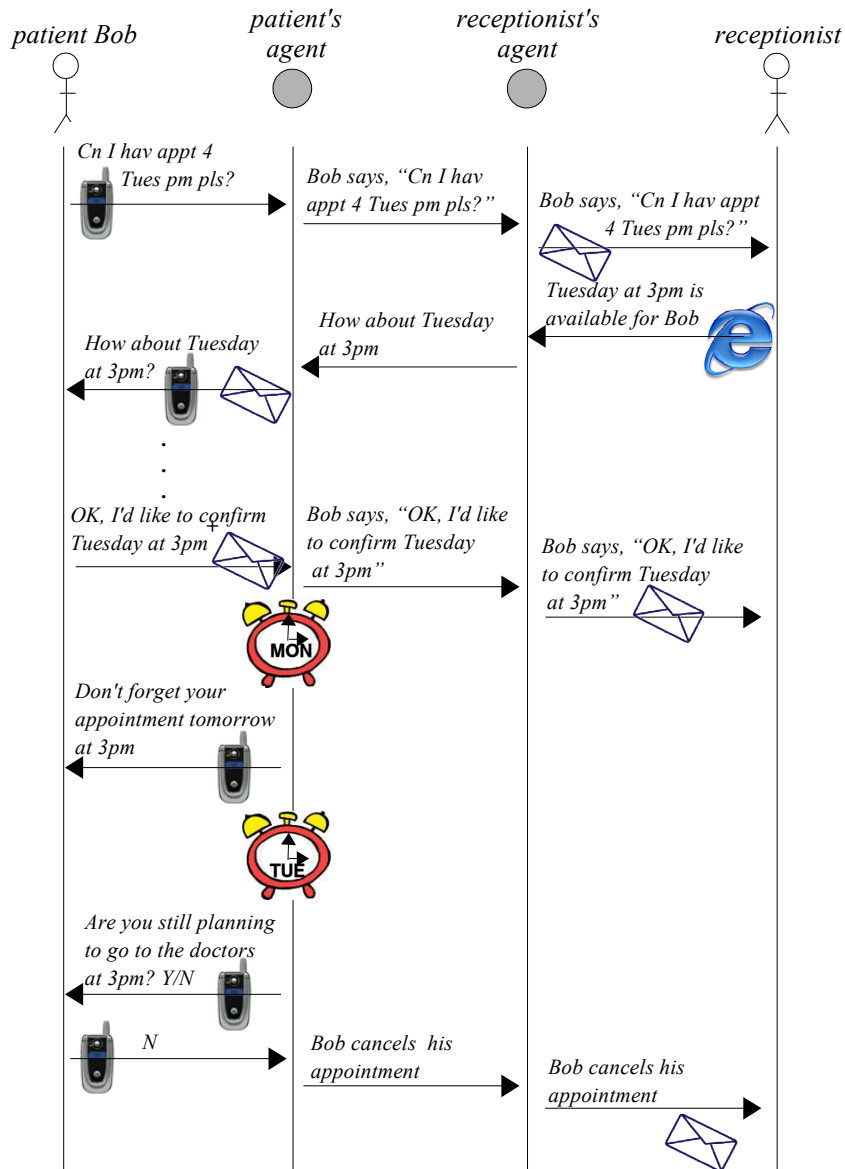 patient Bob
patient's
agent
receptionist's
agent
receptionist
Cn I hav appt 4
Tues pm pls?
Bob says, “Cn I hav
appt 4 Tues pm pls?”
Bob says, “Cn I hav appt
4 Tues pm pls?”
Tuesday at 3pm is
available for Bob
How about Tuesday
at 3pm
How about Tuesday
at 3pm?
.
.
.
OK, I'd like to confirm
Tuesday at 3pm
+
Bob says, “OK, I'd like
to confirm Tuesday
at 3pm”
Bob says, “OK, I'd like
to confirm Tuesday
at 3pm”
MON
Don't forget your
appointment tomorrow
at 3pm
TUE
Are you still planning
to go to the doctors
at 3pm? Y/N
N
Bob cancels his
appointment
Bob cancels his
appointment